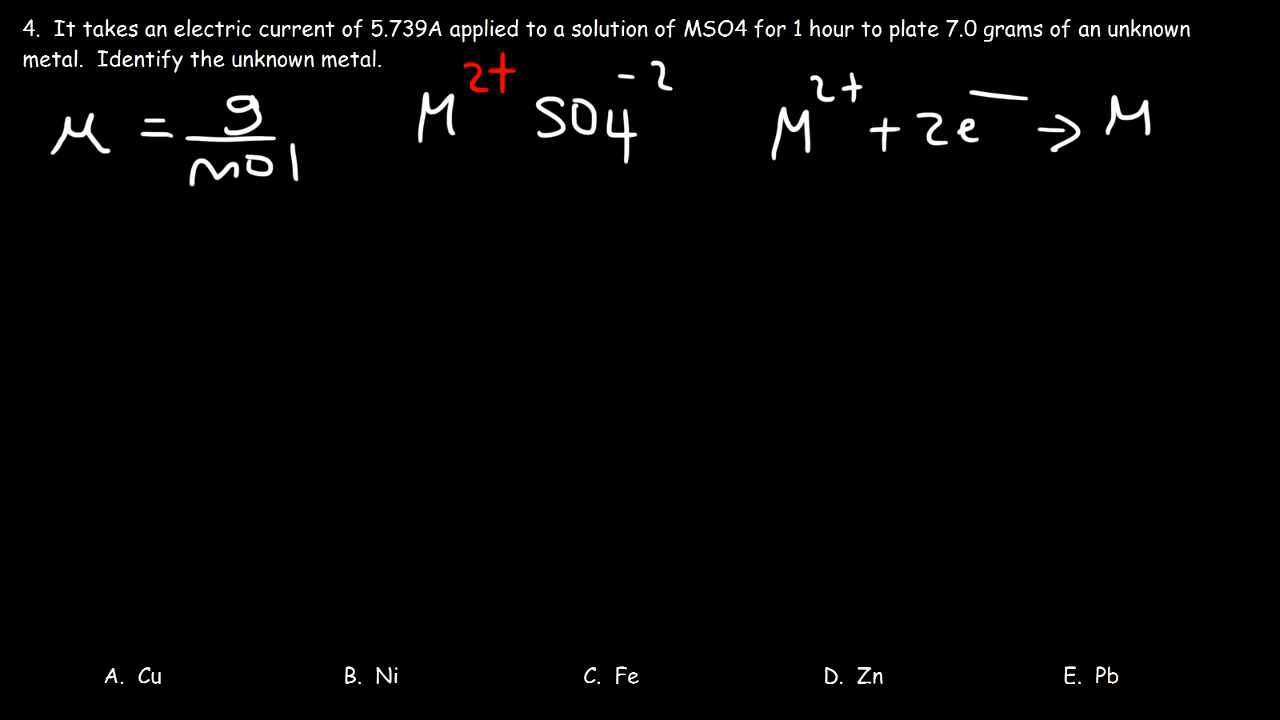 4. It takes an electric current of 5.739A applied to a solution of MSO4 for 1 hour to plate 7.0 grams of an unknown
metal. Identify the unknown metal.
μ = g/mol M²⁺ SO₄⁻² M²⁺ + 2e⁻ → M
A. Cu B. Ni C. Fe D. Zn E. Pb